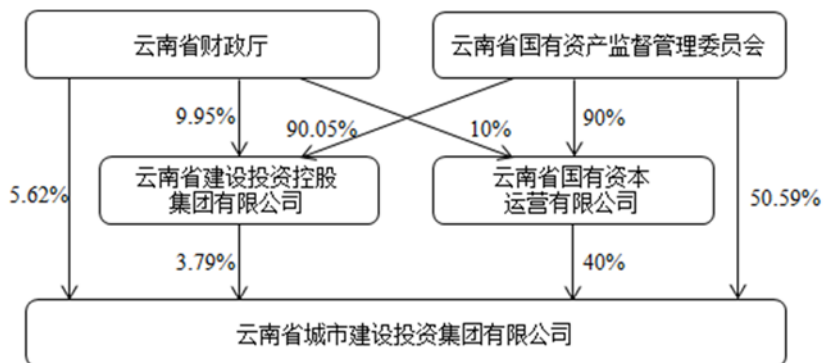 云南省财政厅
云南省国有资产监督管理委员会
9.95%
90.05%
10%
90%
云南省建设投资控股
集团有限公司
云南省国有资本
运营有限公司
5.62%
50.59%
3.79%
40%
云南省城市建设投资集团有限公司